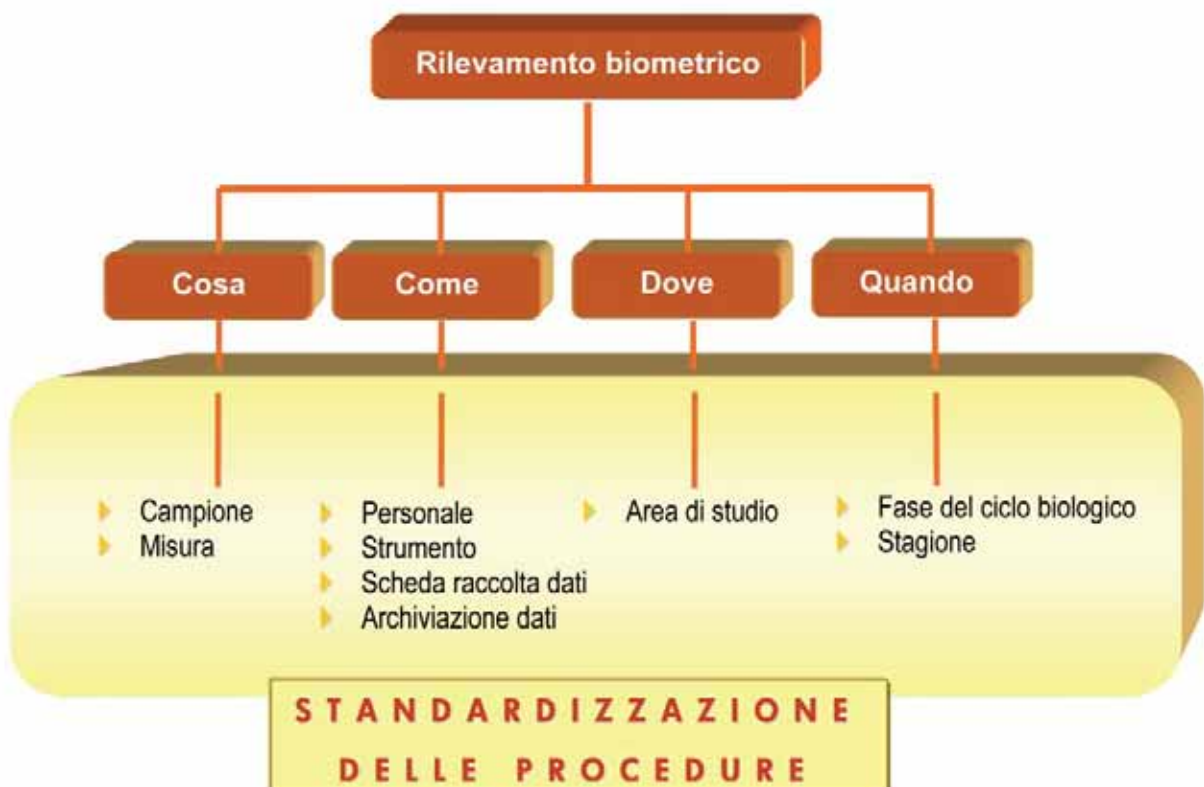 Rilevamento biometrico
Cosa
Come
Dove
Quando
Campione
Misura
Personale
Strumento
Scheda raccolta dati
Archiviazione dati
Area di studio
Fase del ciclo biologico
Stagione
STANDARDIZZAZIONE
DELLE PROCEDURE